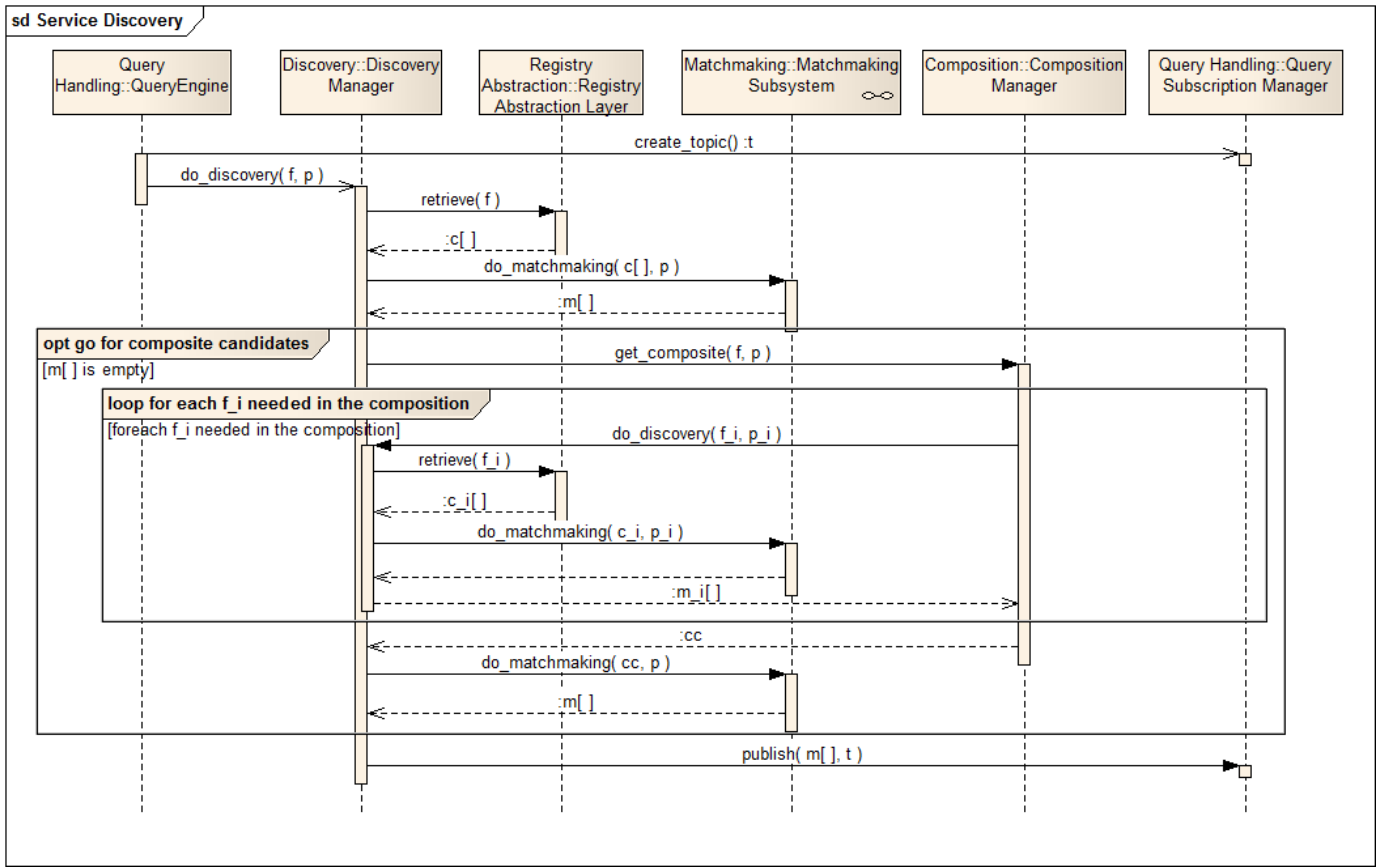 sd Service Discovery
Query
Handling::QueryEngine
Discovery::Discovery
Manager
Registry
Abstraction::Registry
Abstraction Layer
Matchmaking::Matchmaking
Subsystem
Composition::Composition
Manager
Query Handling::Query
Subscription Manager
create_topic() :t
do_discovery( f, p )
retrieve( f )
:c[ ]
do_matchmaking( c[ ], p )
:m[ ]
opt go for composite candidates
[m[ ] is empty]
get_composite( f, p )
loop for each f_i needed in the composition
[foreach f_i needed in the composition]
do_discovery( f_i, p_i )
retrieve( f_i )
:c_i[ ]
do_matchmaking( c_i, p_i )
:m_i[ ]
:cc
do_matchmaking( cc, p )
:m[ ]
publish( m[ ], t )